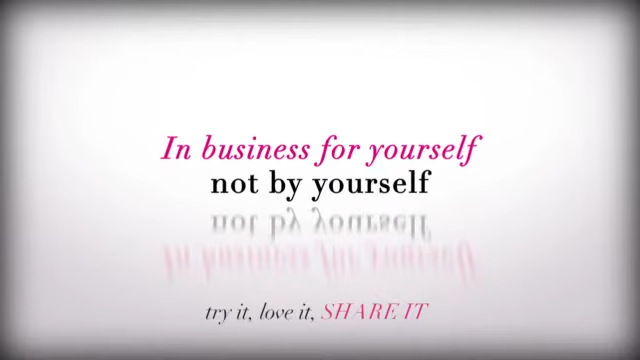 In business for yourself
not by yourself
try it, love it, SHARE IT